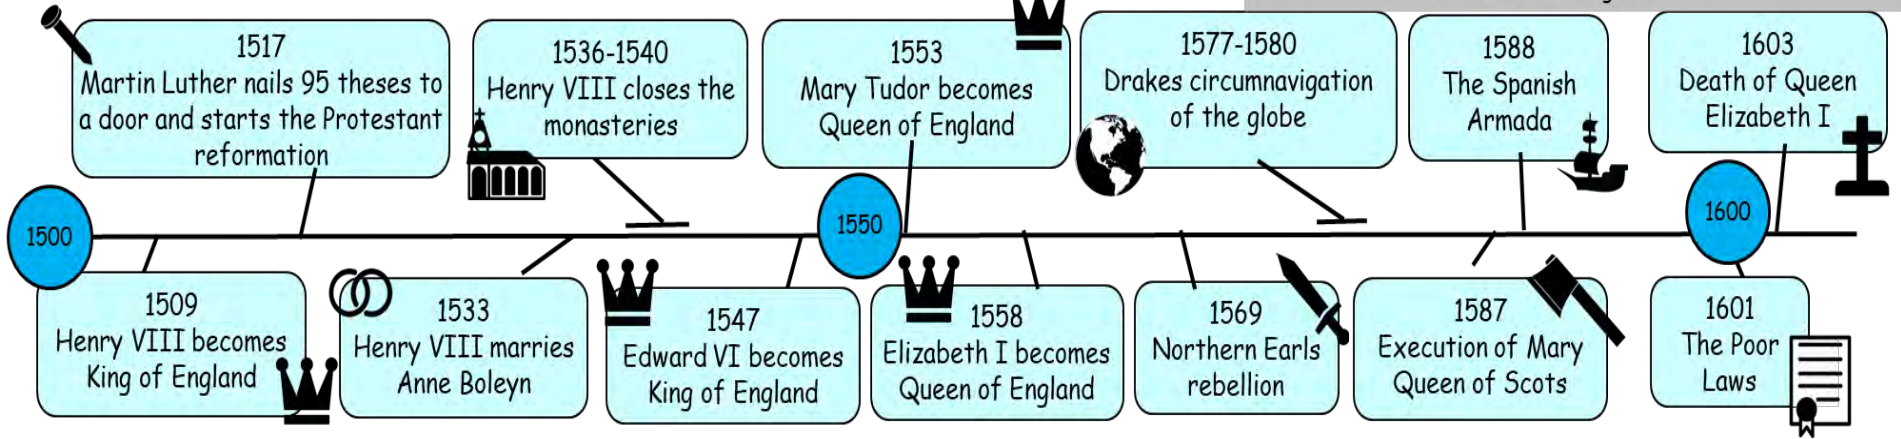 1517
Martin Luther nails 95 theses to
a door and starts the Protestant
reformation
1536-1540
Henry VIII closes the
monasteries
1553
Mary Tudor becomes
Queen of England
1577-1580
Drakes circumnavigation
of the globe
1588
The Spanish
Armada
1603
Death of Queen
Elizabeth I
1500
1550
1600
1509
Henry VIII becomes
King of England
1533
Henry VIII marries
Anne Boleyn
1547
Edward VI becomes
King of England
1558
Elizabeth I becomes
Queen of England
1569
Northern Earls
rebellion
1587
Execution of Mary
Queen of Scots
1601
The Poor
Laws